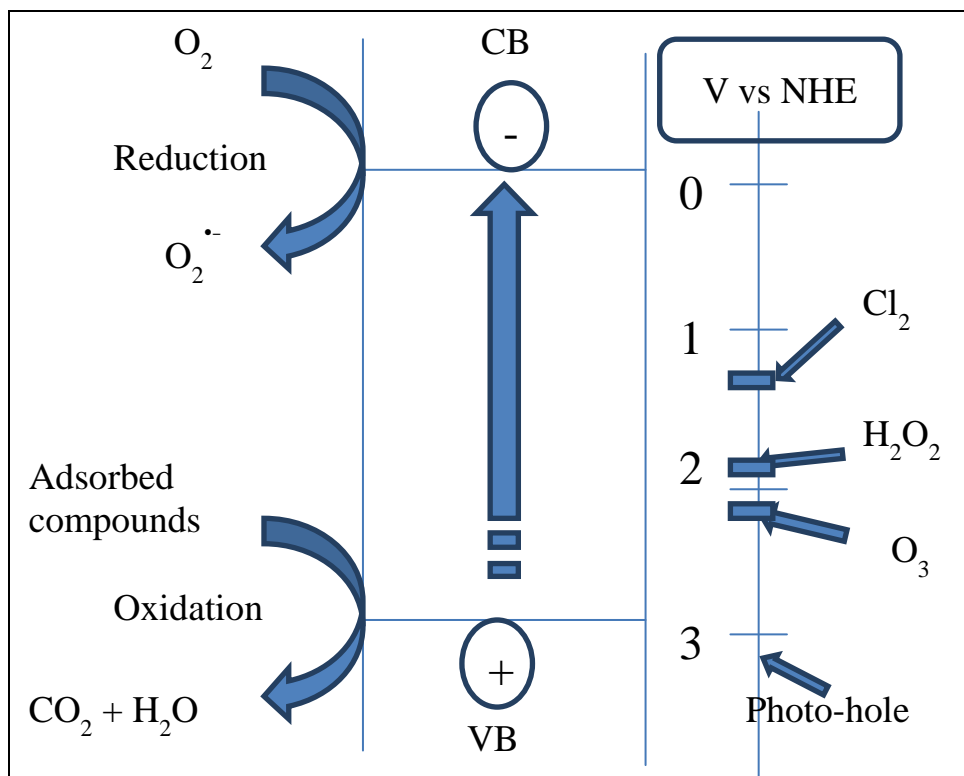 O₂
CB
V vs NHE
-
Reduction
0
O₂•-
Cl₂
1
H₂O₂
2
Adsorbed
compounds
O₃
Oxidation
3
+
CO₂ + H₂O
Photo-hole
VB